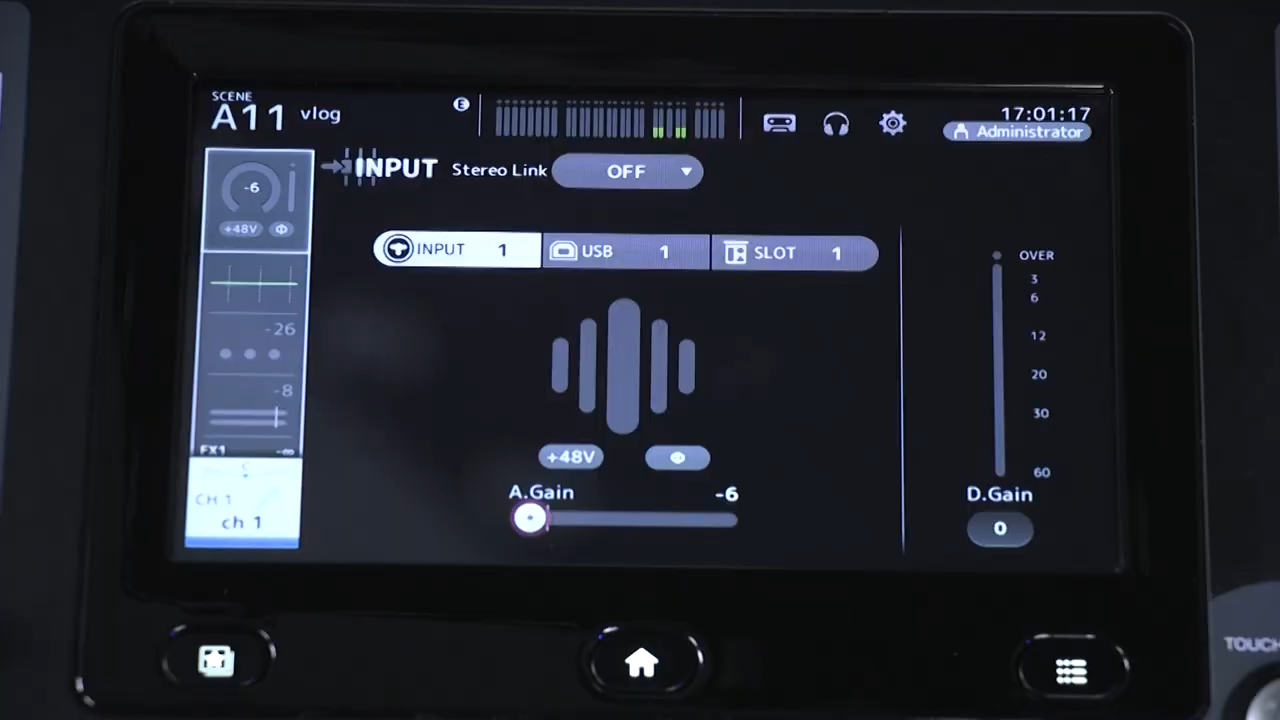 SCENE
A11 vlog
E
17:01:17
Administrator
INPUT Stereo Link OFF
-6
+48V Φ
INPUT 1 USB 1 SLOT 1
OVER
3
6
12
20
30
60
-26
-8
FX1 -∞
C
CH 1
ch 1
+48V Φ
A.Gain -6
D.Gain
0
TOUCH